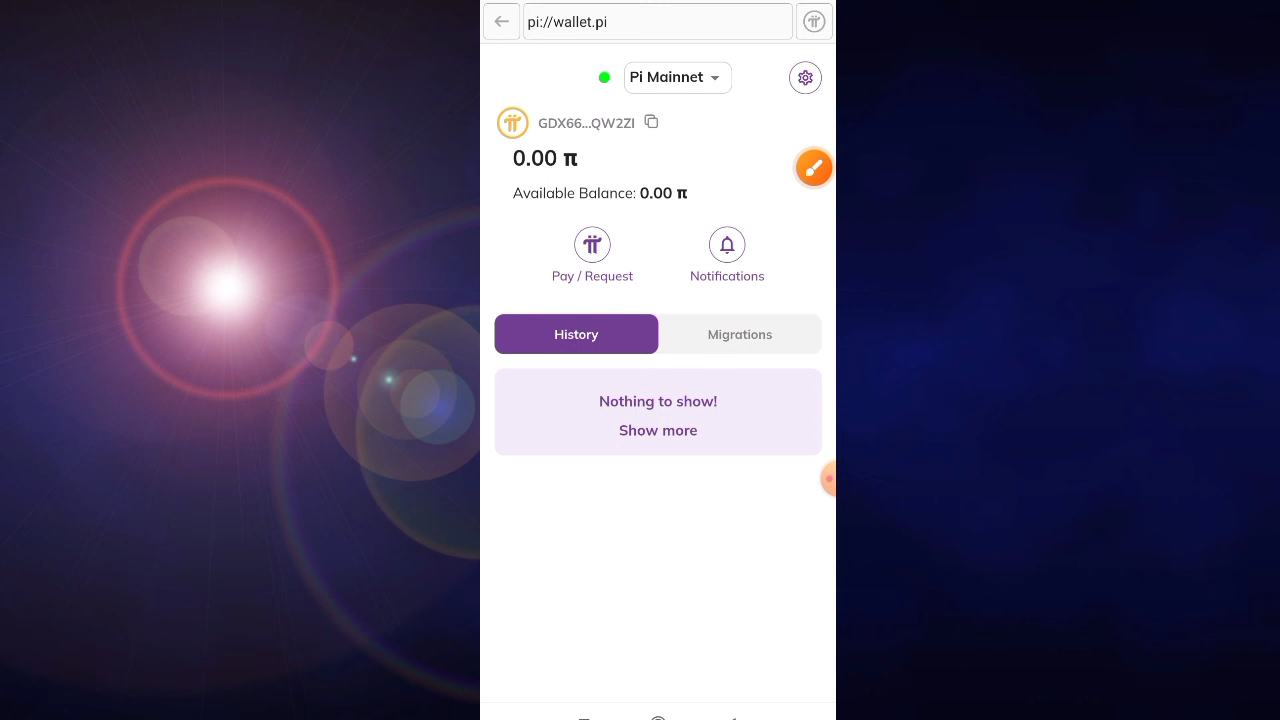 pi://wallet.pi
Pi Mainnet
GDX66...QW2ZI
0.00 π
Available Balance: 0.00 π
Pay / Request
Notifications
History
Migrations
Nothing to show!
Show more